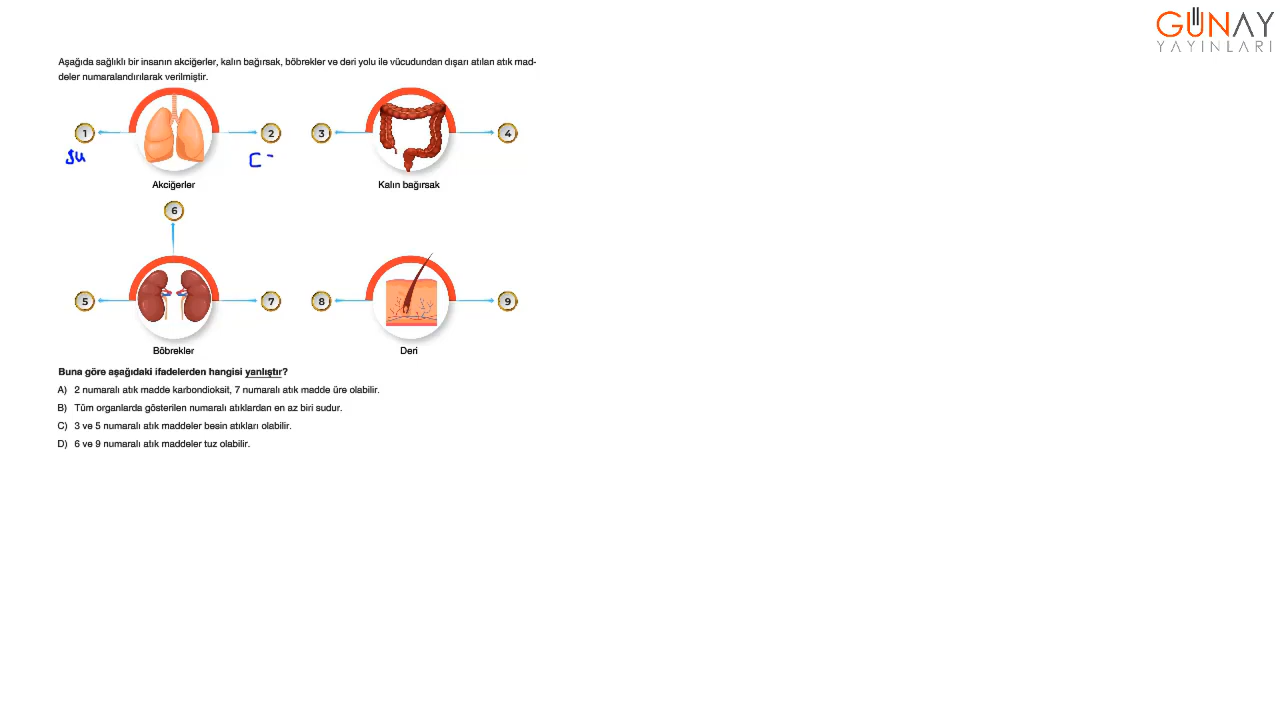 GÜNAY
YAYINLARI
Aşağıda sağlıklı bir insanın akciğerler, kalın bağırsak, böbrekler ve deri yolu ile vücudundan dışarı atılan atık mad-
deler numaralandırılarak verilmiştir.
1
2
3
4
su
C
Akciğerler
Kalın bağırsak
6
5
7
8
9
Böbrekler
Deri
Buna göre aşağıdaki ifadelerden hangisi yanlıştır?
A) 2 numaralı atık madde karbondioksit, 7 numaralı atık madde üre olabilir.
B) Tüm organlarda gösterilen numaralı atıklardan en az biri sudur.
C) 3 ve 5 numaralı atık maddeler besin atıkları olabilir.
D) 6 ve 9 numaralı atık maddeler tuz olabilir.